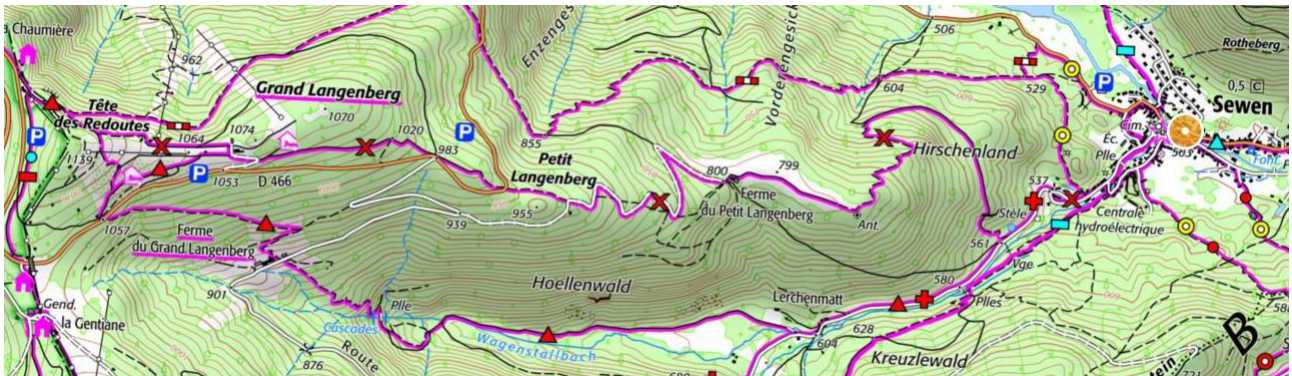 Chaumière
962
Tête
des Redoutes
1064
1074
1139
Grand Langenberg
1070
1020
983
1053
D 466
1057
Ferme
du Grand Langenberg
901
Gend.
la Gentiane
Plle
Cascades
Route
876
P
P
P
Enzenges
855
Petit
Langenberg
955
939
Vorderengesich
800
799
Ferme
du Petit Langenberg
Ant.
604
Hirschenland
506
529
P
Rotheberg
0,5 C
Sewen
Cim.
Éc.
Plle
503
Font.
537
Stèle
Centrale
hydroélectrique
561
Vge
580
Plles
Hoellenwald
Lerchenmatt
628
604
Wagenstallbach
Kreuzlewald
B